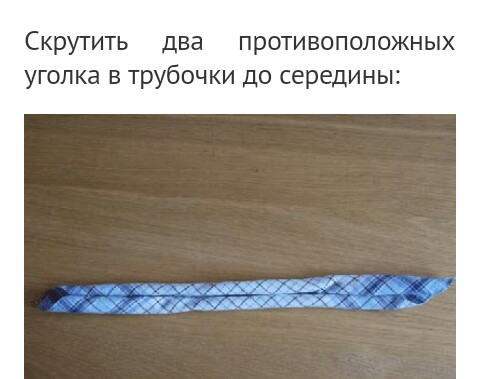 Скрутить два противоположных
уголка в трубочки до середины: